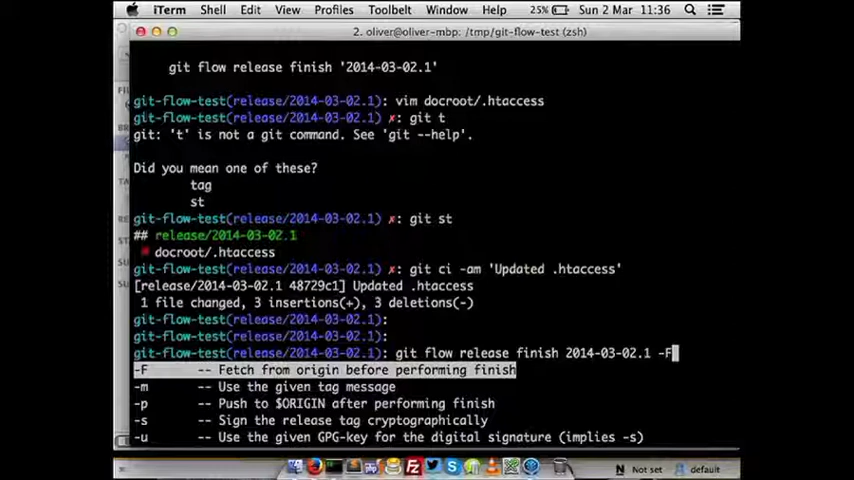 iTerm Shell Edit View Profiles Toolbelt Window Help 25% Sun 2 Mar 11:36
2. oliver@oliver-mbp: /tmp/git-flow-test (zsh)
git flow release finish '2014-03-02.1'
git-flow-test(release/2014-03-02.1): vim docroot/.htaccess
git-flow-test(release/2014-03-02.1) ✗: git t
git: 't' is not a git command. See 'git --help'.
Did you mean one of these?
tag
st
git-flow-test(release/2014-03-02.1) ✗: git st
## release/2014-03-02.1
docroot/.htaccess
git-flow-test(release/2014-03-02.1) ✗: git ci -am 'Updated .htaccess'
[release/2014-03-02.1 48729c1] Updated .htaccess
1 file changed, 3 insertions(+), 3 deletions(-)
git-flow-test(release/2014-03-02.1):
git-flow-test(release/2014-03-02.1):
git-flow-test(release/2014-03-02.1): git flow release finish 2014-03-02.1 -F
-F -- Fetch from origin before performing finish
-m -- Use the given tag message
-p -- Push to $ORIGIN after performing finish
-s -- Sign the release tag cryptographically
-u -- Use the given GPG-key for the digital signature (implies -s)
N Not set default